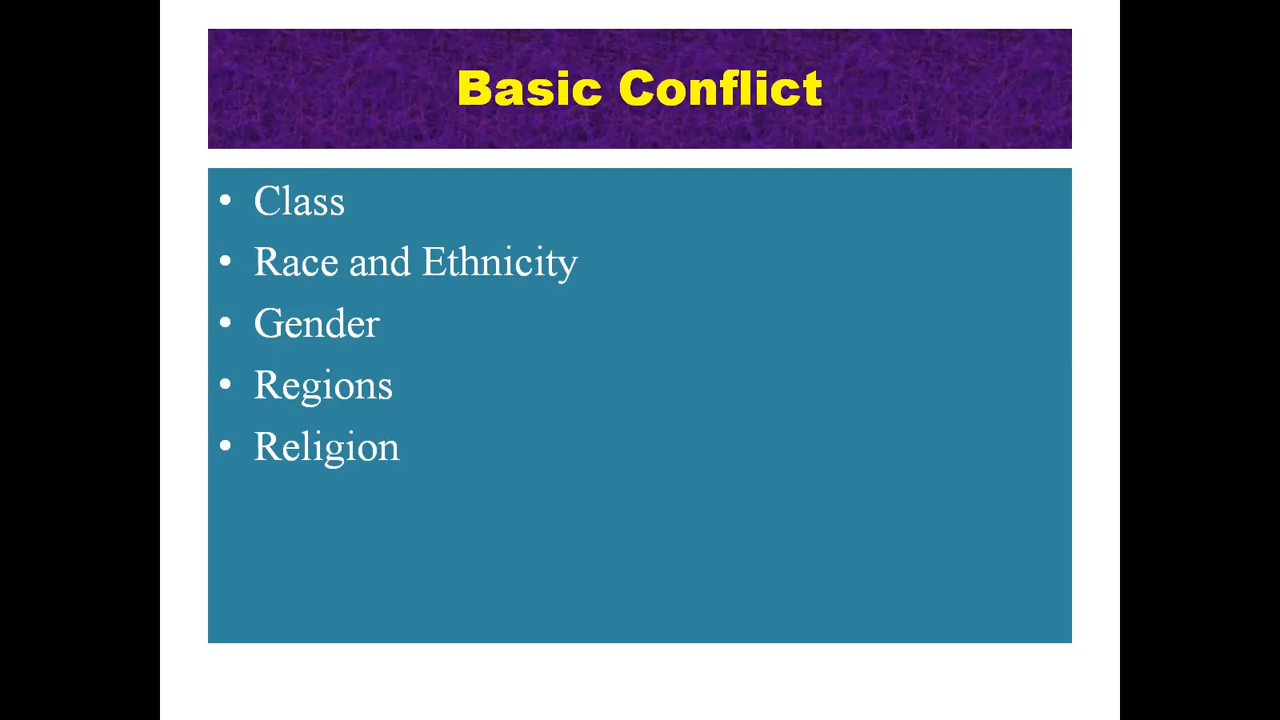 Basic Conflict
• Class
• Race and Ethnicity
• Gender
• Regions
• Religion